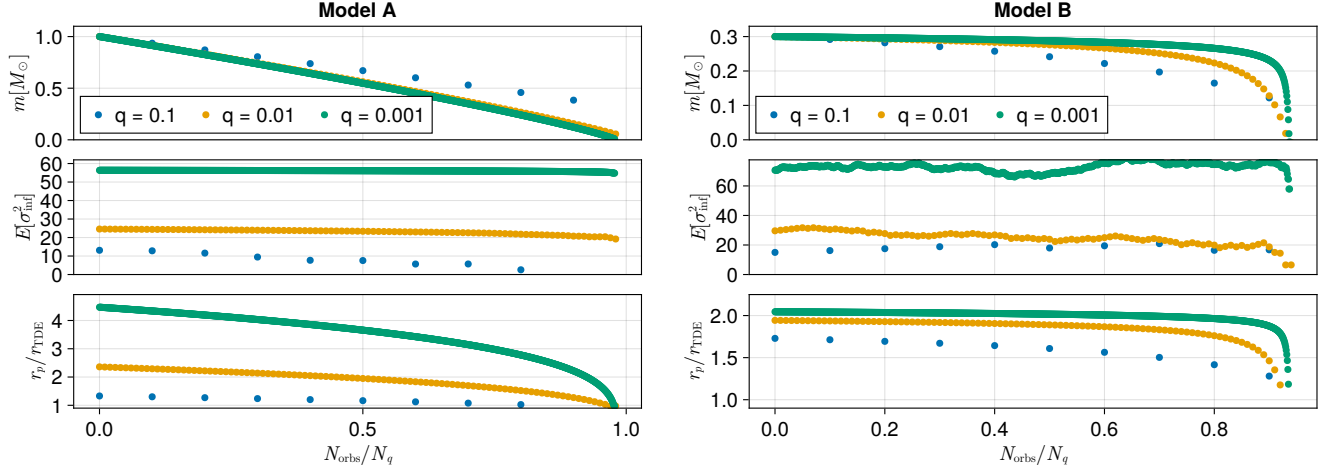 Model A
m[M⊙]
1.0
0.5
0.0
q = 0.1 q = 0.01 q = 0.001
E[σ²inf]
60
50
40
30
20
10
0
rp/rTDE
4
3
2
1
0.0 0.5 1.0
Norbs/Nq
Model B
m[M⊙]
0.3
0.2
0.1
0.0
q = 0.1 q = 0.01 q = 0.001
E[σ²inf]
60
40
20
0
rp/rTDE
2.0
1.5
1.0
0.0 0.2 0.4 0.6 0.8
Norbs/Nq